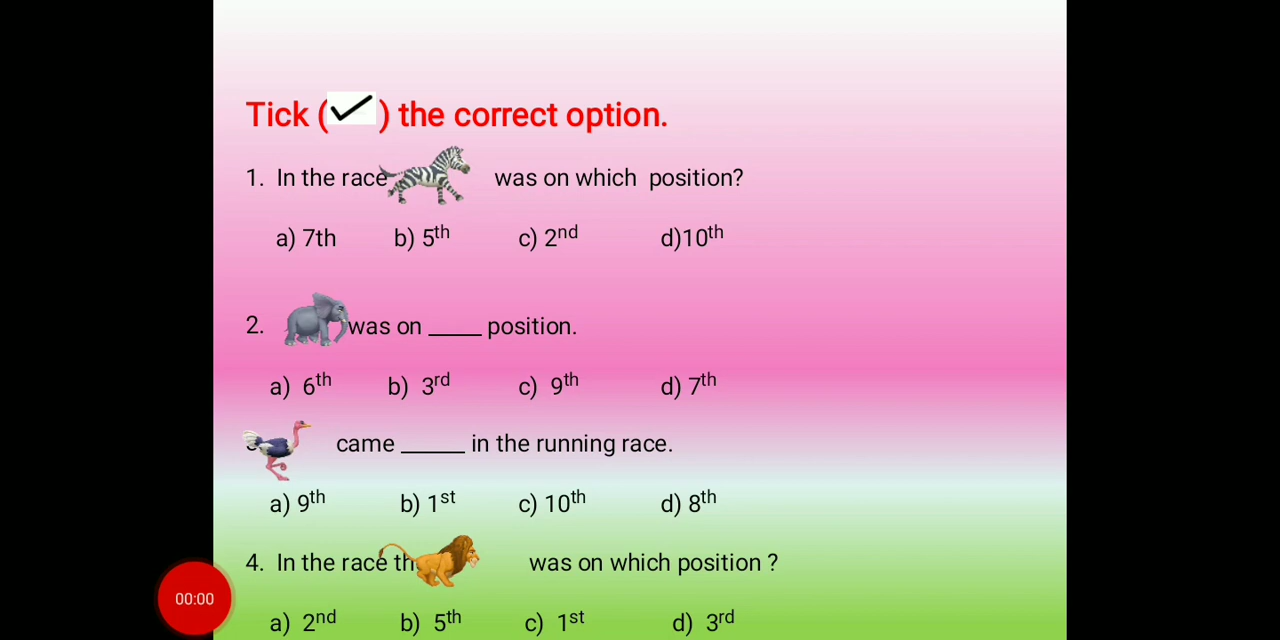 Tick ( ) the correct option.
1. In the race was on which position?
a) 7th b) 5th c) 2nd d)10th
2. was on _____ position.
a) 6th b) 3rd c) 9th d) 7th
came ______ in the running race.
a) 9th b) 1st c) 10th d) 8th
4. In the race th was on which position ?
a) 2nd b) 5th c) 1st d) 3rd
00:00